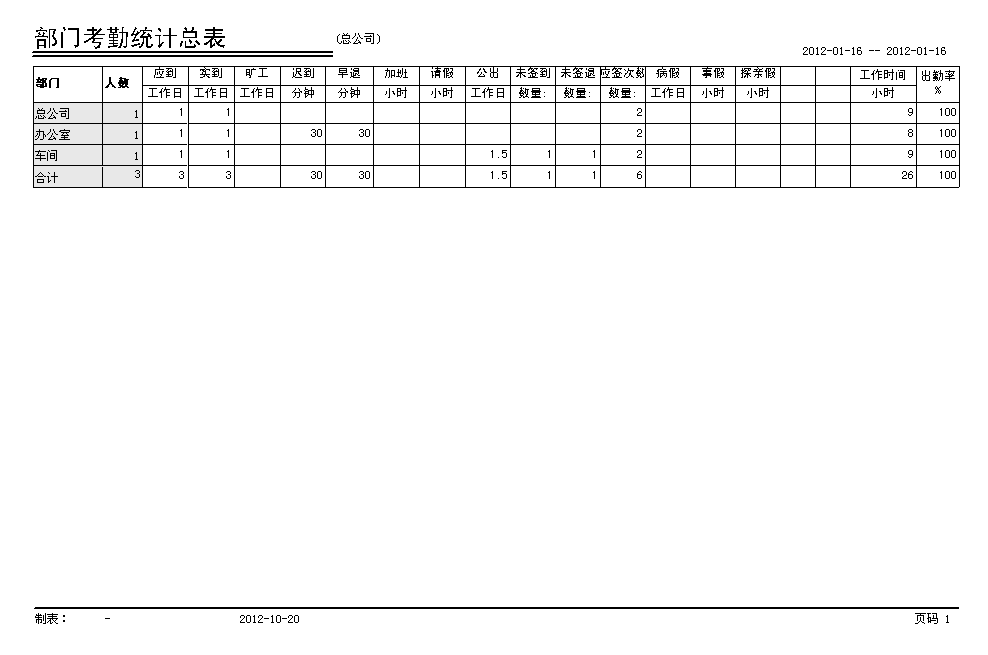 部门考勤统计总表 (总公司)
2012-01-16 -- 2012-01-16
部门 人数 应到 实到 旷工 迟到 早退 加班 请假 公出 未签到 未签退 应签次数 病假 事假 探亲假 工作时间 出勤率
工作日 工作日 工作日 分钟 分钟 小时 小时 工作日 数量: 数量: 数量: 工作日 小时 小时 小时 %
总公司 1 1 1 2 9 100
办公室 1 1 1 30 30 2 8 100
车间 1 1 1 1.5 1 1 2 9 100
合计 3 3 3 30 30 1.5 1 1 6 26 100
制表： - 2012-10-20 页码 1